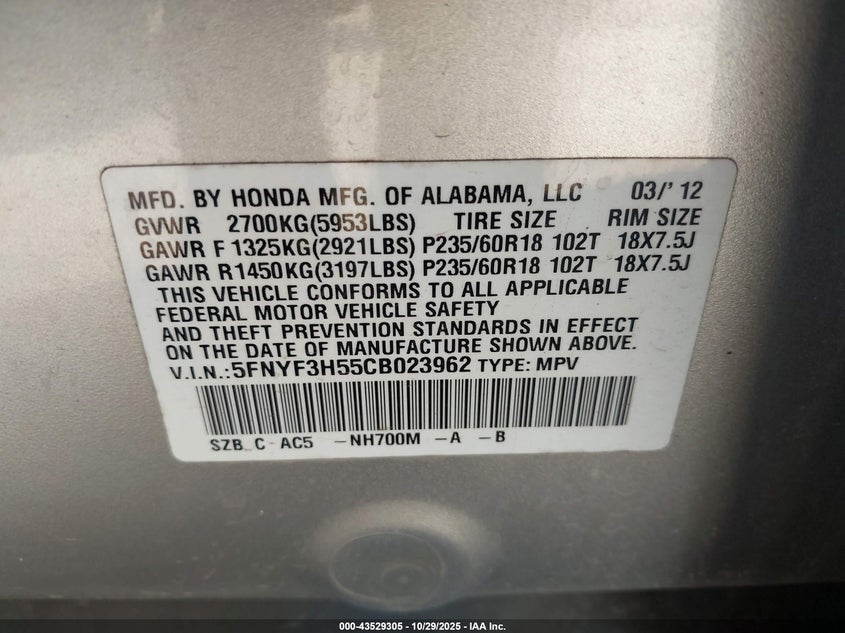 MFD. BY HONDA MFG. OF ALABAMA, LLC 03/'12
GVWR 2700KG(5953LBS) TIRE SIZE RIM SIZE
GAWR F 1325KG(2921LBS) P235/60R18 102T 18X7.5J
GAWR R1450KG(3197LBS) P235/60R18 102T 18X7.5J
THIS VEHICLE CONFORMS TO ALL APPLICABLE
FEDERAL MOTOR VEHICLE SAFETY
AND THEFT PREVENTION STANDARDS IN EFFECT
ON THE DATE OF MANUFACTURE SHOWN ABOVE.
V.I.N.:5FNYF3H55CB023962 TYPE: MPV
SZB C-AC5 -NH700M -A -B
000-43529305 - 10/29/2025 - IAA Inc.